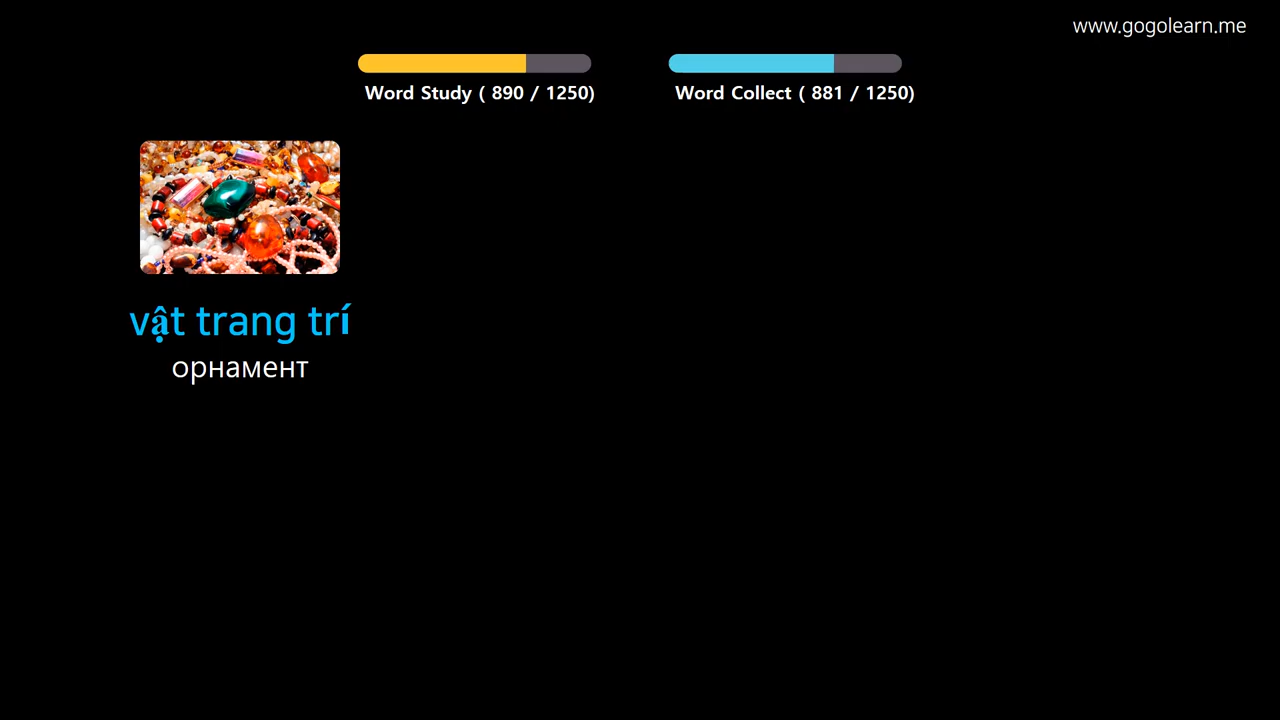 www.gogolearn.me
Word Study ( 890 / 1250)
Word Collect ( 881 / 1250)
vật trang trí
орнамент